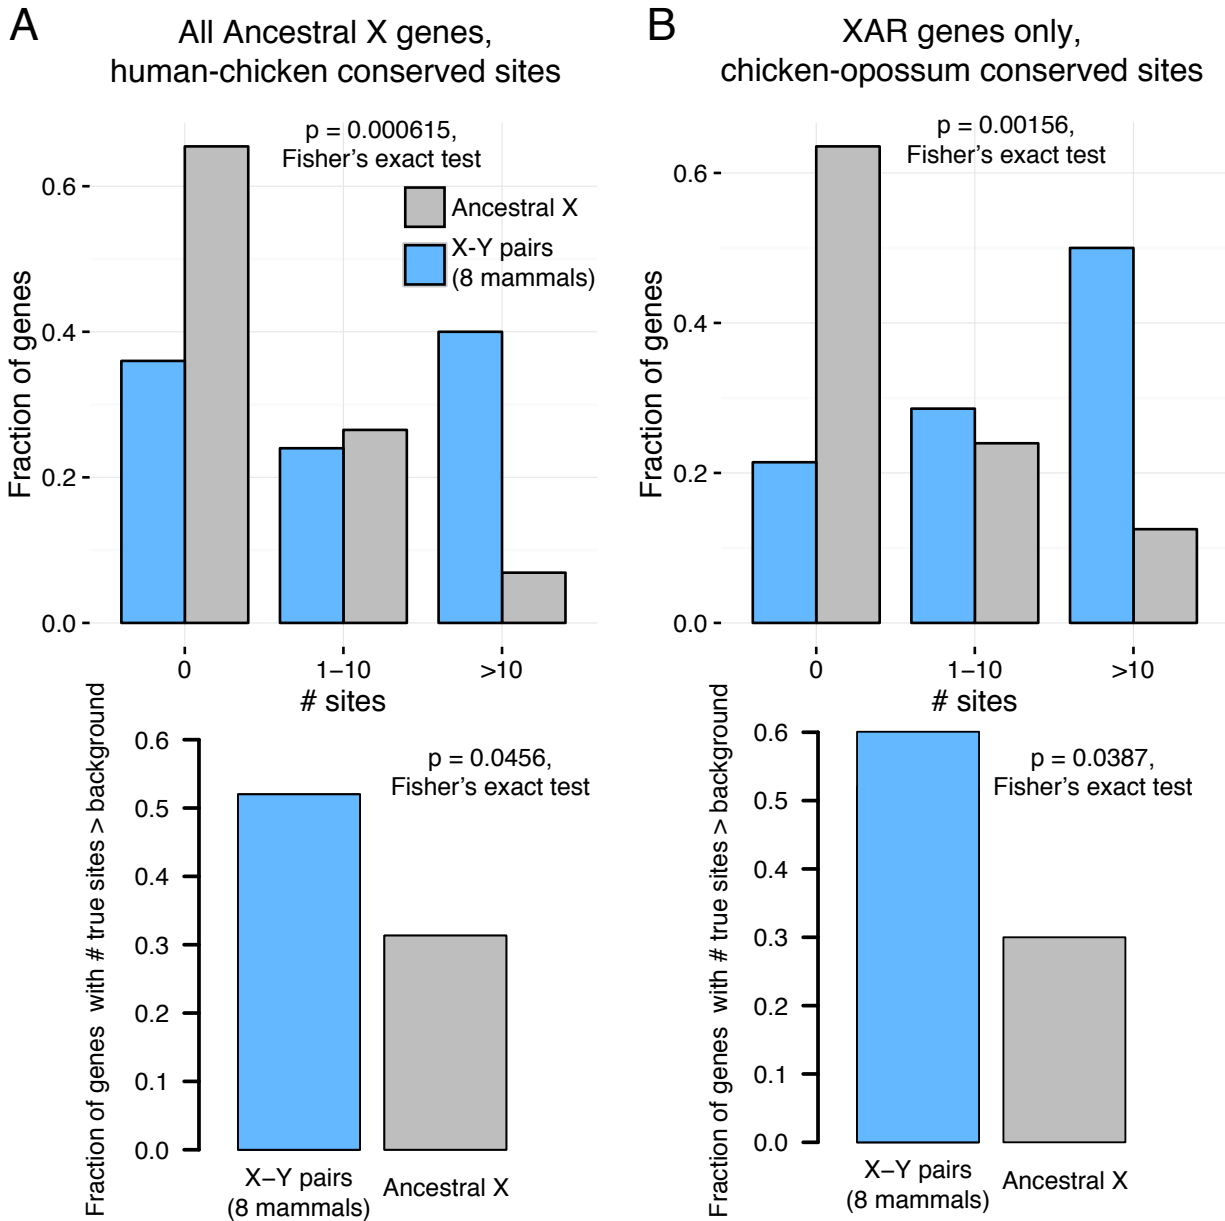 A
All Ancestral X genes,
human-chicken conserved sites
p = 0.000615,
Fisher's exact test
Ancestral X
X-Y pairs
(8 mammals)
Fraction of genes
0.6
0.4
0.2
0.0
0
1−10
>10
# sites
B
XAR genes only,
chicken-opossum conserved sites
p = 0.00156,
Fisher's exact test
Fraction of genes
0.6
0.4
0.2
0.0
0
1−10
>10
# sites
Fraction of genes with # true sites > background
0.6
0.5
0.4
0.3
0.2
0.1
0.0
p = 0.0456,
Fisher's exact test
X−Y pairs
(8 mammals)
Ancestral X
Fraction of genes with # true sites > background
0.6
0.5
0.4
0.3
0.2
0.1
0.0
p = 0.0387,
Fisher's exact test
X−Y pairs
(8 mammals)
Ancestral X